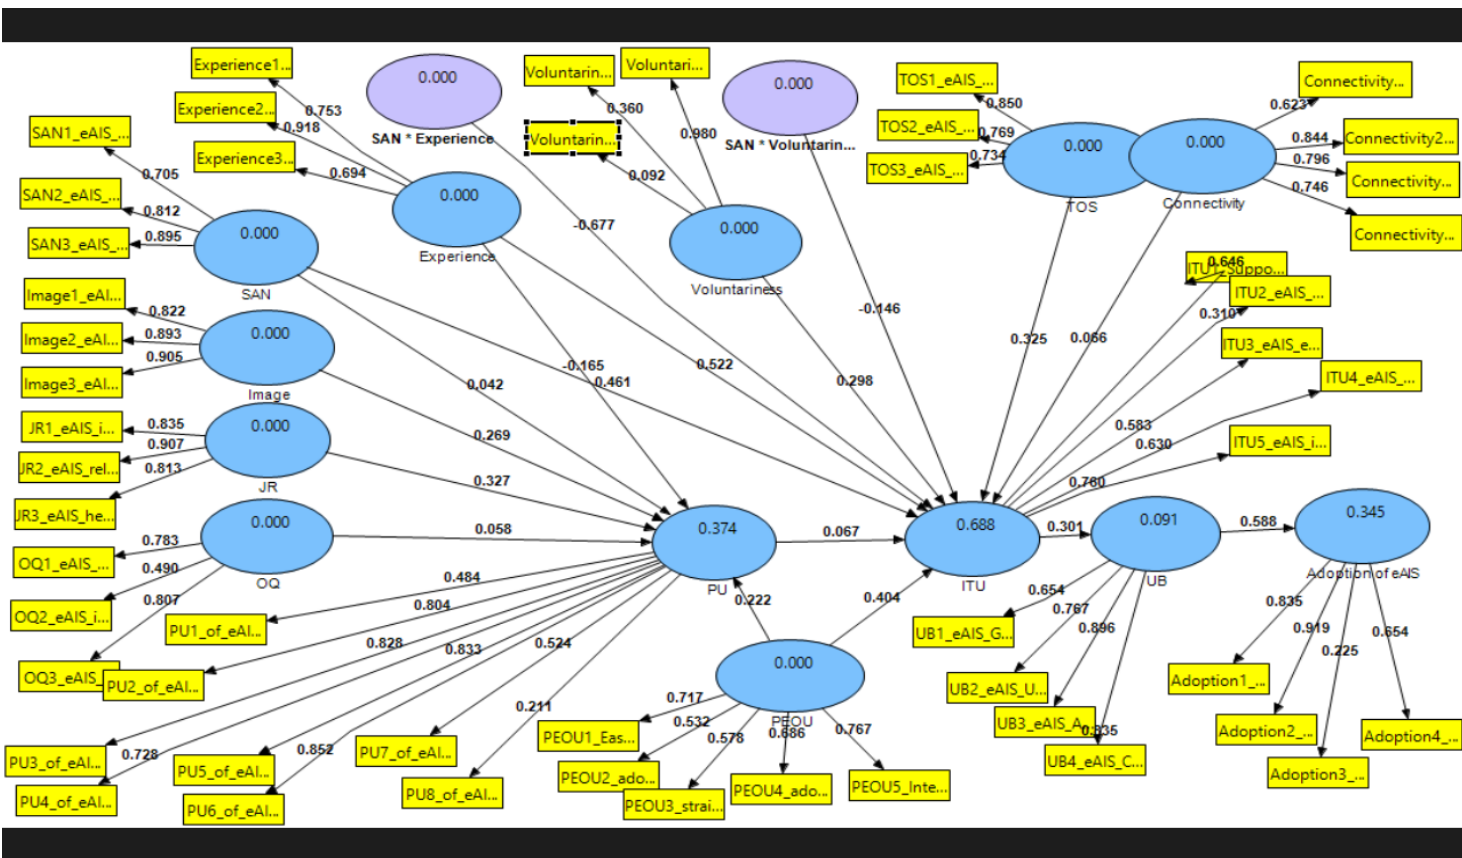 Experience1...
0.000
Voluntarin...
Voluntari...
0.000
TOS1_eAIS_...
Connectivity...
Experience2...
0.753
0.918
SAN * Experience
0.360
0.980
SAN * Voluntarin...
0.850
0.623
SAN1_eAIS_...
Voluntarin...
TOS2_eAIS_...
0.769
0.000
0.000
0.844
Connectivity2...
Experience3...
0.694
0.092
TOS3_eAIS_...
0.734
0.796
Connectivity...
0.705
0.746
SAN2_eAIS_...
0.812
0.000
TOS
Connectivity
Connectivity...
SAN3_eAIS_...
0.895
0.000
-0.677
0.000
Experience
Voluntariness
SAN
ITU1_Suppo...
0.646
ITU2_eAIS_...
Image1_eAI...
0.822
-0.146
0.310
Image2_eAI...
0.893
0.000
0.325
0.066
ITU3_eAIS_e...
Image3_eAI...
0.905
-0.165
0.522
0.461
0.042
0.298
ITU4_eAIS_...
Image
JR1_eAIS_i...
0.835
0.000
0.269
0.583
0.630
ITU5_eAIS_i...
JR2_eAIS_rel...
0.907
0.813
0.327
0.760
JR
JR3_eAIS_he...
0.000
0.058
0.374
0.067
0.688
0.301
0.091
0.588
0.345
OQ1_eAIS_...
0.783
0.490
OQ
PU
ITU
UB
Adoption of eAIS
0.807
0.484
0.804
0.222
0.404
0.654
0.767
0.835
OQ2_eAIS_i...
PU1_of_eAI...
0.828
0.833
0.524
UB1_eAIS_G...
0.896
0.919
0.654
0.225
OQ3_eAIS_
PU2_of_eAI...
0.000
UB2_eAIS_U...
Adoption1_...
0.211
0.717
0.532
PEOU
0.767
0.578
0.686
UB3_eAIS_A
Adoption2_...
Adoption4_...
PU3_of_eAI...
0.728
0.852
PU7_of_eAI...
PEOU1_Eas...
UB4_eAIS_C...
PU5_of_eAI...
PEOU2_ado...
Adoption3_...
PU4_of_eAI...
PU6_of_eAI...
PU8_of_eAI...
PEOU3_strai...
PEOU4_ado...
PEOU5_Inte...